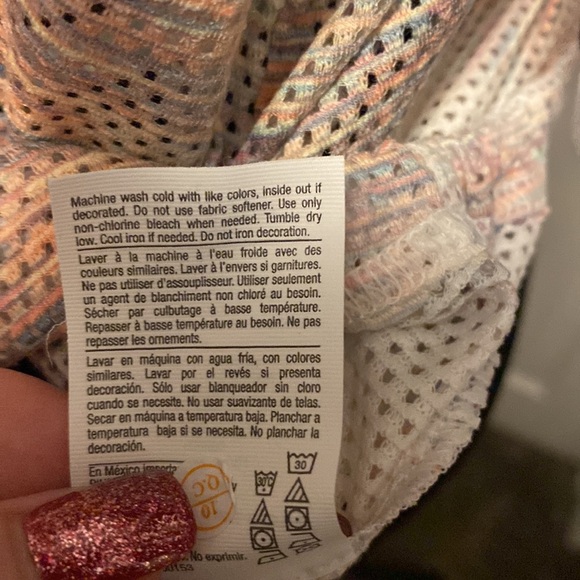 Machine wash cold with like colors, inside out if
decorated. Do not use fabric softener. Use only
non-chlorine bleach when needed. Tumble dry
low. Cool iron if needed. Do not iron decoration.
Laver à la machine à l'eau froide avec des
couleurs similaires. Laver à l'envers si garnitures.
Ne pas utiliser d'assouplisseur. Utiliser seulement
un agent de blanchiment non chloré au besoin.
Sécher par culbutage à basse température.
Repasser à basse température au besoin. Ne pas
repasser les ornements.
Lavar en máquina con agua fría, con colores
similares. Lavar por el revés si presenta
decoración. Sólo usar blanqueador sin cloro
cuando se necesite. No usar suavizante de telas.
Secar en máquina a temperatura baja. Planchar a
temperatura baja si se necesita. No planchar la
decoración.
En México
Q.C
10
30
30°C
No exprimir.